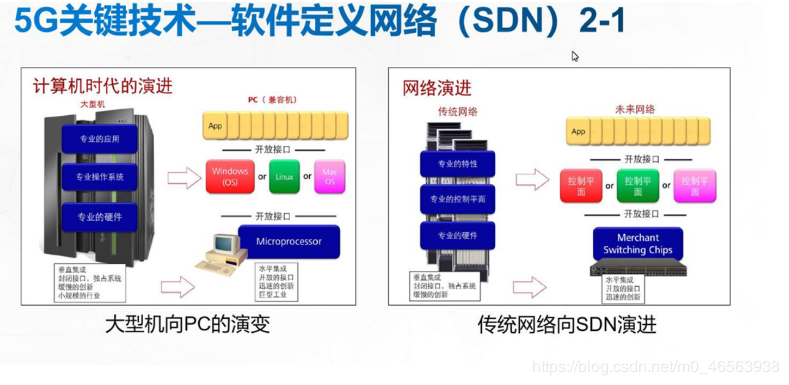 5G关键技术—软件定义网络（SDN）2-1
计算机时代的演进
大型机
专业的应用
专业操作系统
专业的硬件
垂直集成
封闭接口、独占系统
缓慢的创新
小规模的行业
PC（兼容机）
App
开放接口
Windows
(OS)
or
Linux
or
Mac
OS
开放接口
Microprocessor
水平集成
开放的接口
迅速的创新
巨型工业
大型机向PC的演变
网络演进
传统网络
专业的特性
专业的控制平面
专业的硬件
垂直集成
封闭接口、独占系统
缓慢的创新
未来网络
App
开放接口
控制平
面
or
控制平
面
or
控制平
面
开放接口
Merchant
Switching Chips
水平集成
开放的接口
迅速的创新
传统网络向SDN演进
https://blog.csdn.net/m0_46563938